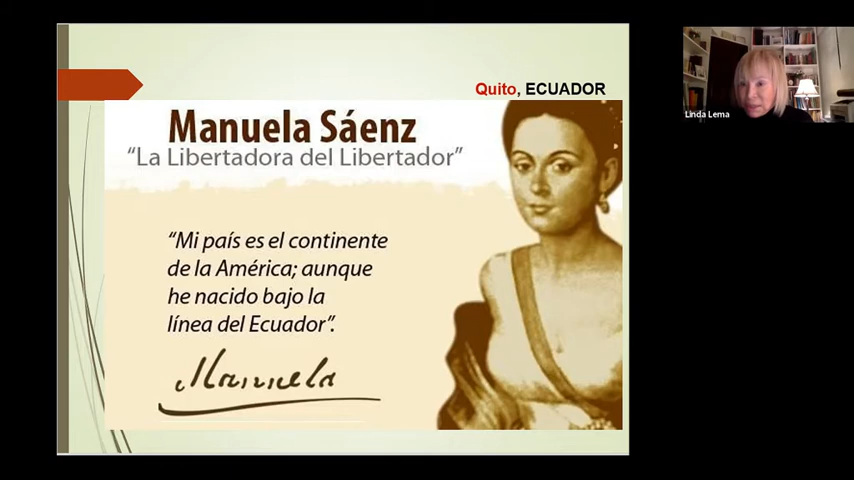 Quito, ECUADOR
Manuela Sáenz
“La Libertadora del Libertador”
“Mi país es el continente
de la América; aunque
he nacido bajo la
línea del Ecuador”.
Manuela
Linda Lema